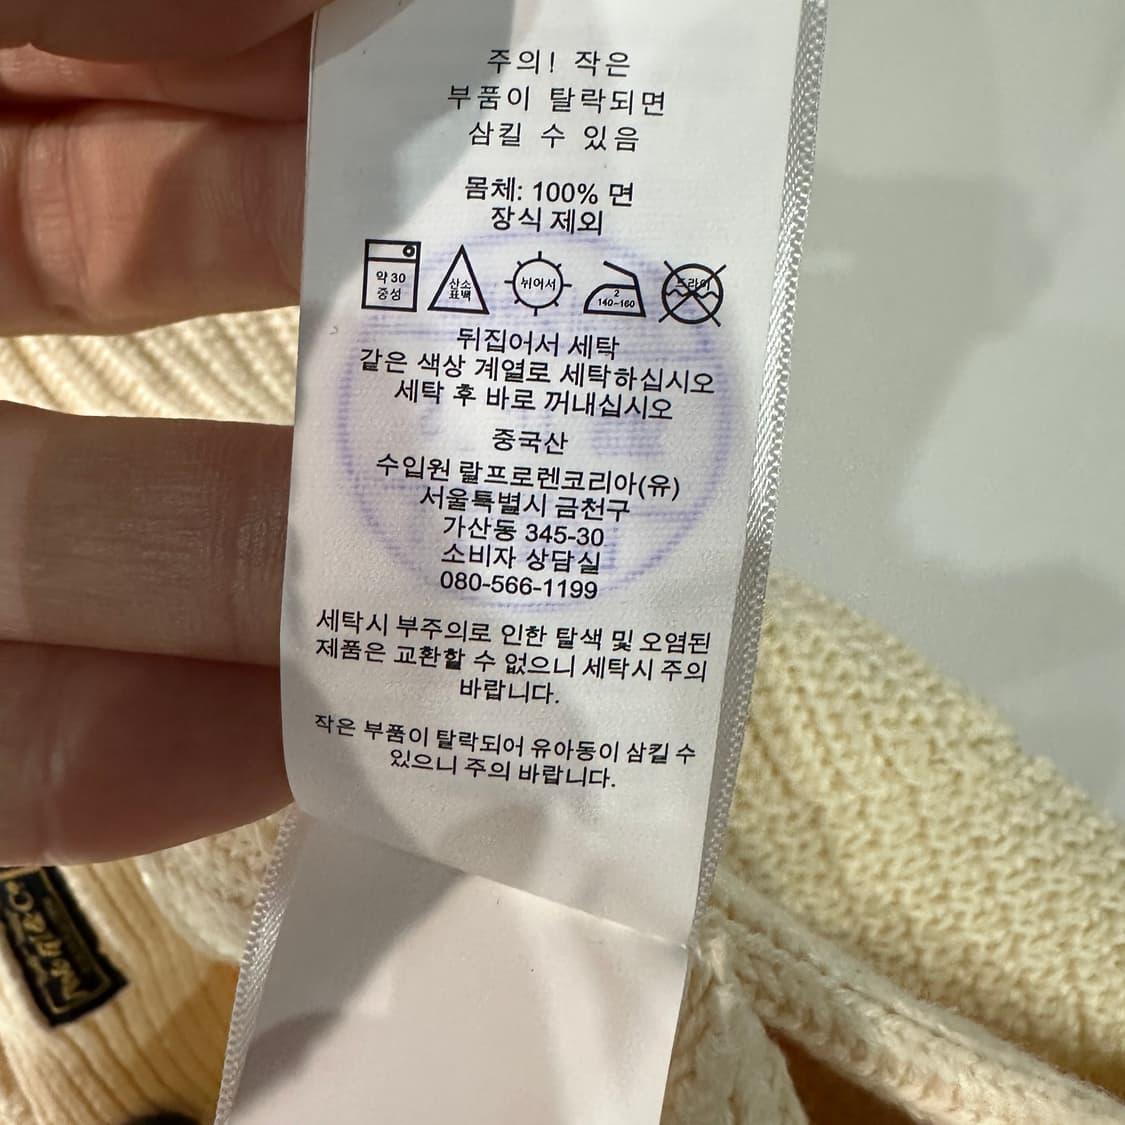 주의! 작은
부품이 탈락되면
삼킬 수 있음
몸체: 100% 면
장식 제외
약 30
중성
산소
표백
뉘어서
2
140~160
드라이
뒤집어서 세탁
같은 색상 계열로 세탁하십시오
세탁 후 바로 꺼내십시오
중국산
수입원 랄프로렌코리아(유)
서울특별시 금천구
가산동 345-30
소비자 상담실
080-566-1199
세탁시 부주의로 인한 탈색 및 오염된
제품은 교환할 수 없으니 세탁시 주의
바랍니다.
작은 부품이 탈락되어 유아동이 삼킬 수
있으니 주의 바랍니다.